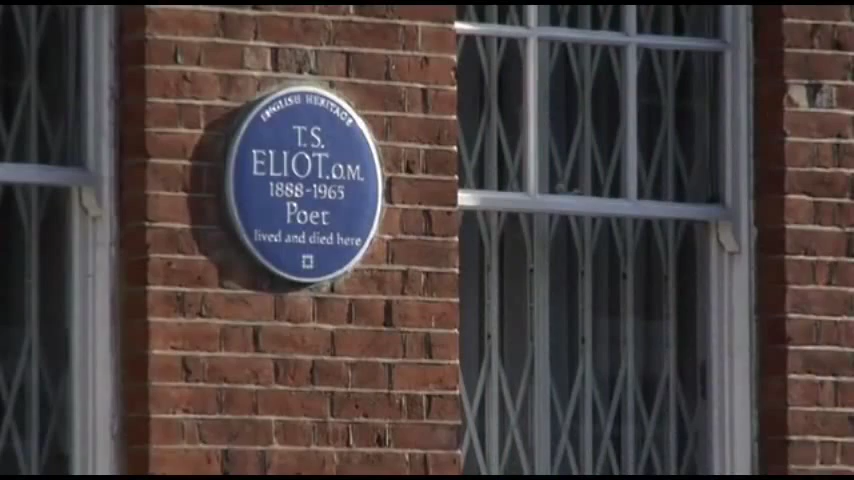 ENGLISH HERITAGE
T.S.
ELIOT.O.M.
1888-1965
Poet
lived and died here